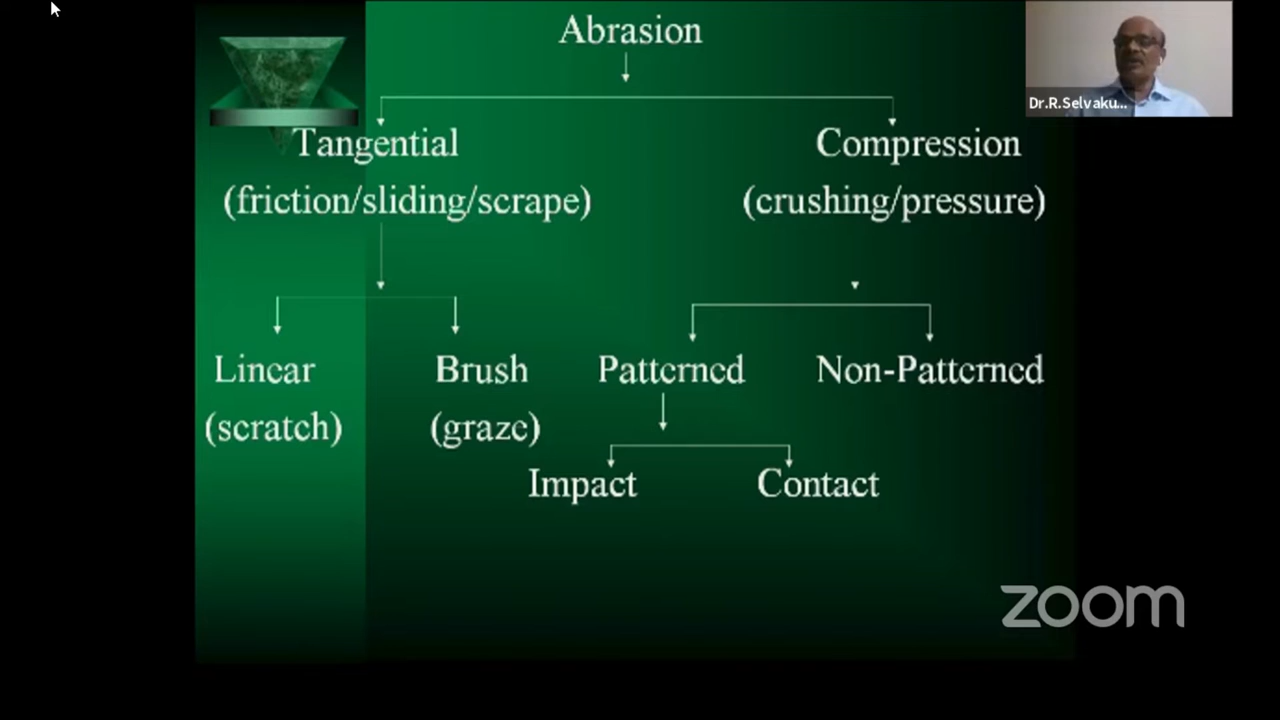 Abrasion
Dr.R.Selvaku...
Tangential
Compression
(friction/sliding/scrape)
(crushing/pressure)
Linear
Brush
Patterned
Non-Patterned
(scratch)
(graze)
Impact
Contact
zoom